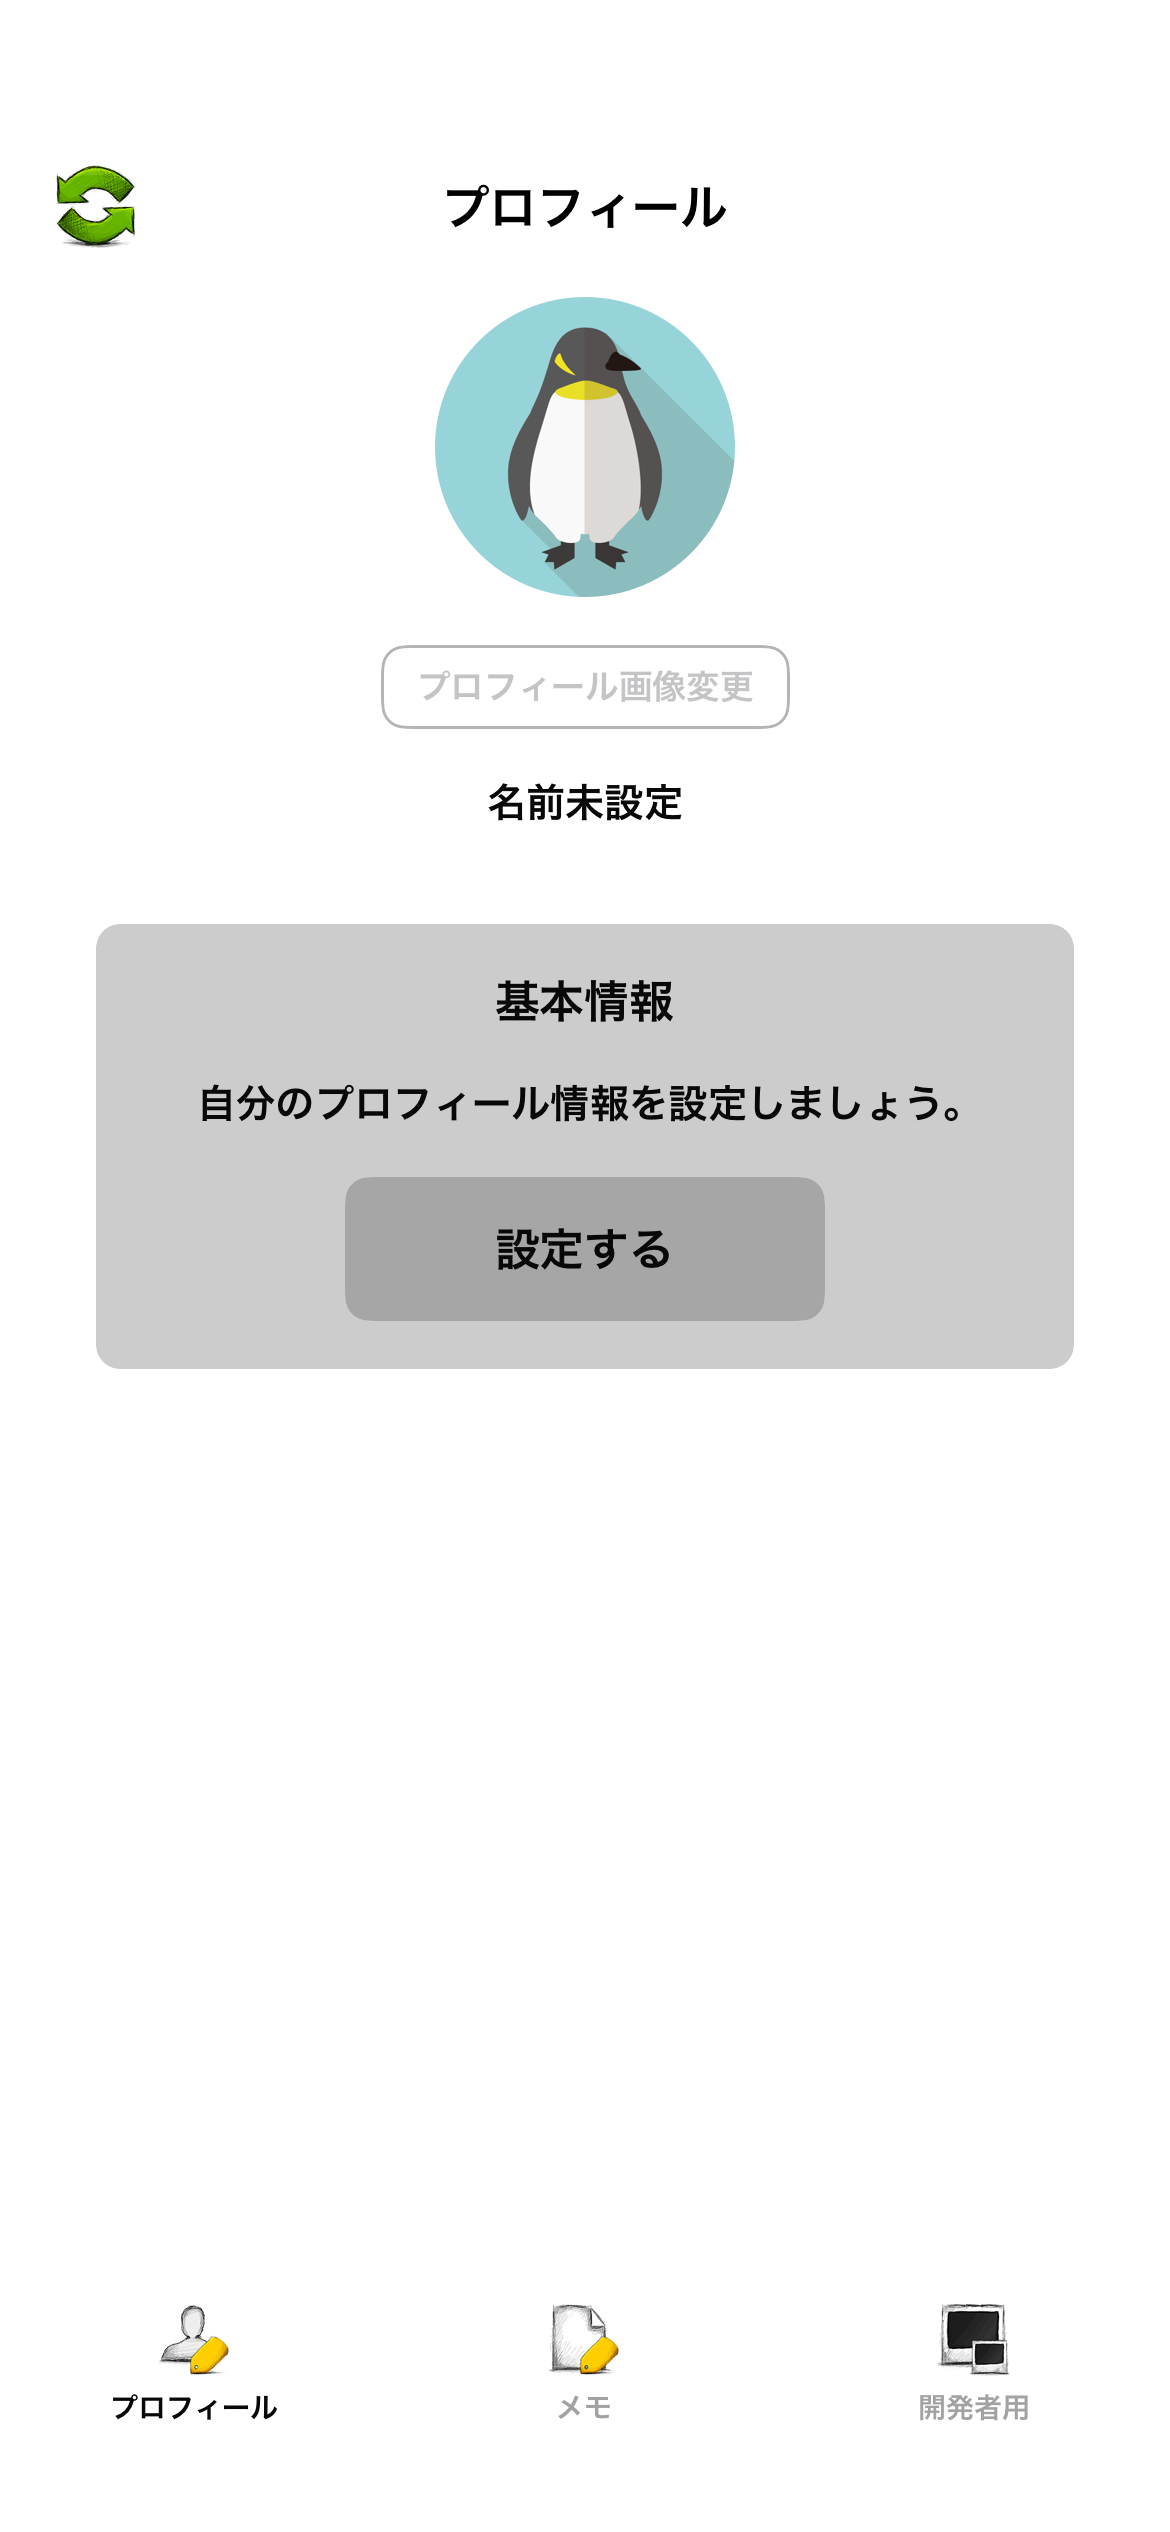 プロフィール
プロフィール画像変更
名前未設定
基本情報
自分のプロフィール情報を設定しましょう。
設定する
プロフィール
メモ
開発者用